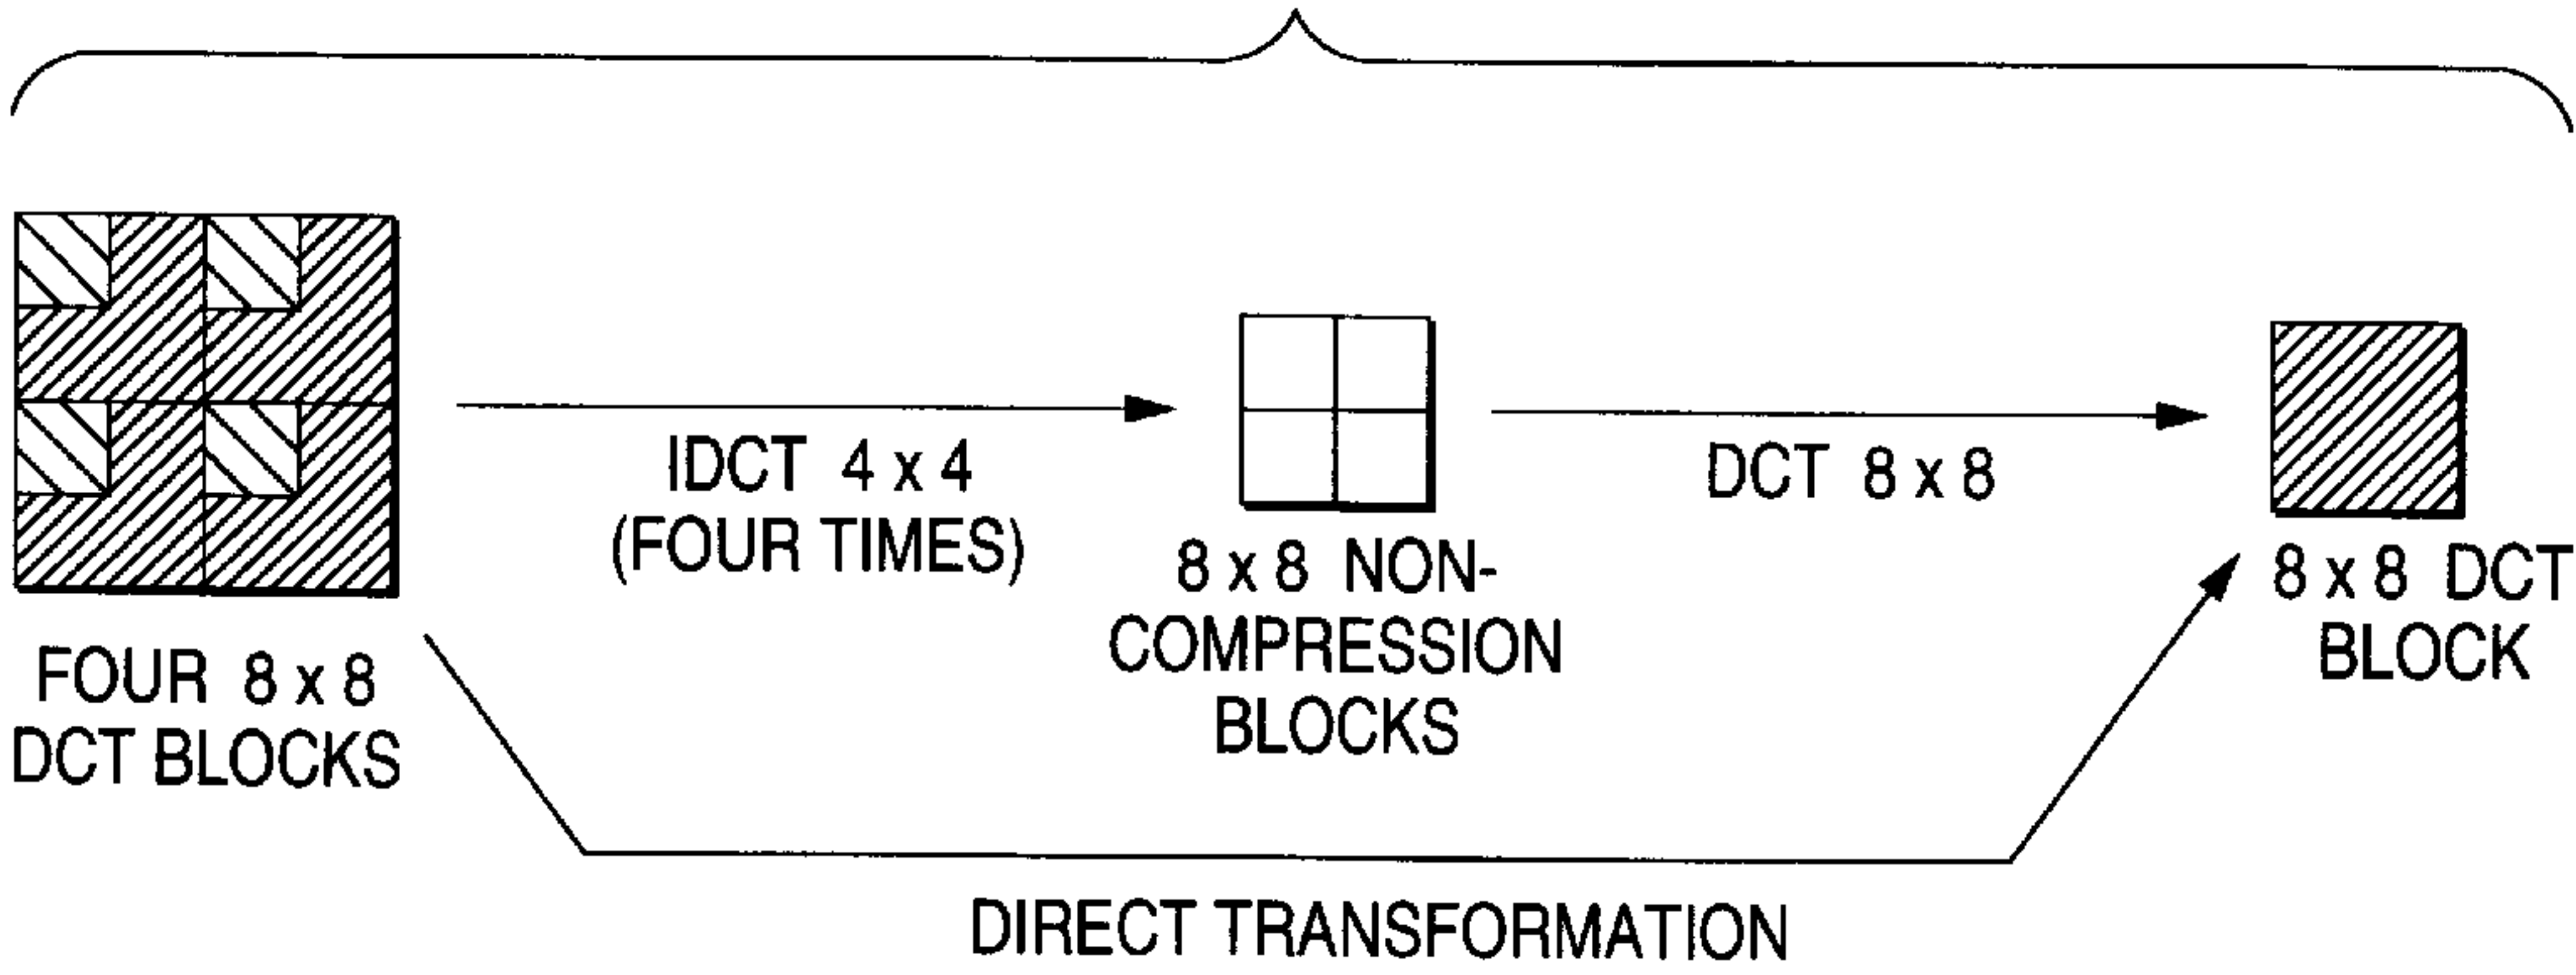 IDCT 4 x 4
(FOUR TIMES)
DCT 8 x 8
FOUR 8 x 8
DCT BLOCKS
8 x 8 NON-
COMPRESSION
BLOCKS
8 x 8 DCT
BLOCK
DIRECT TRANSFORMATION